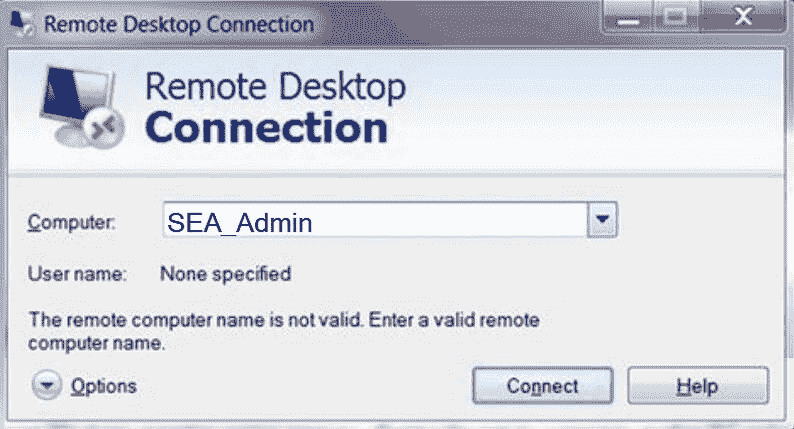 Remote Desktop Connection
Remote Desktop
Connection
Computer: SEA_Admin
User name: None specified
The remote computer name is not valid. Enter a valid remote
computer name.
Options Connect Help